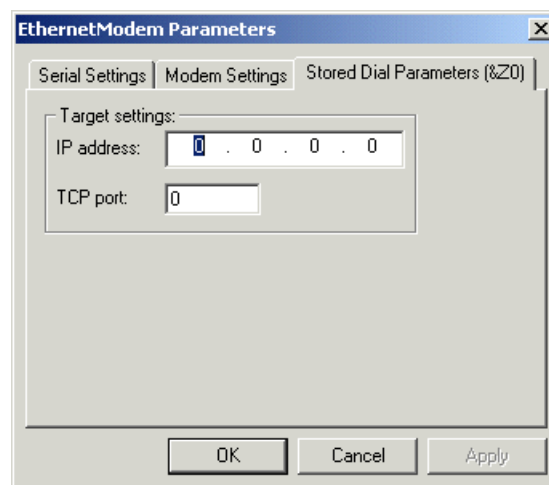 EthernetModem Parameters
Serial Settings Modem Settings Stored Dial Parameters (&Z0)
Target settings:
IP address: 0 . 0 . 0 . 0
TCP port: 0
OK Cancel Apply